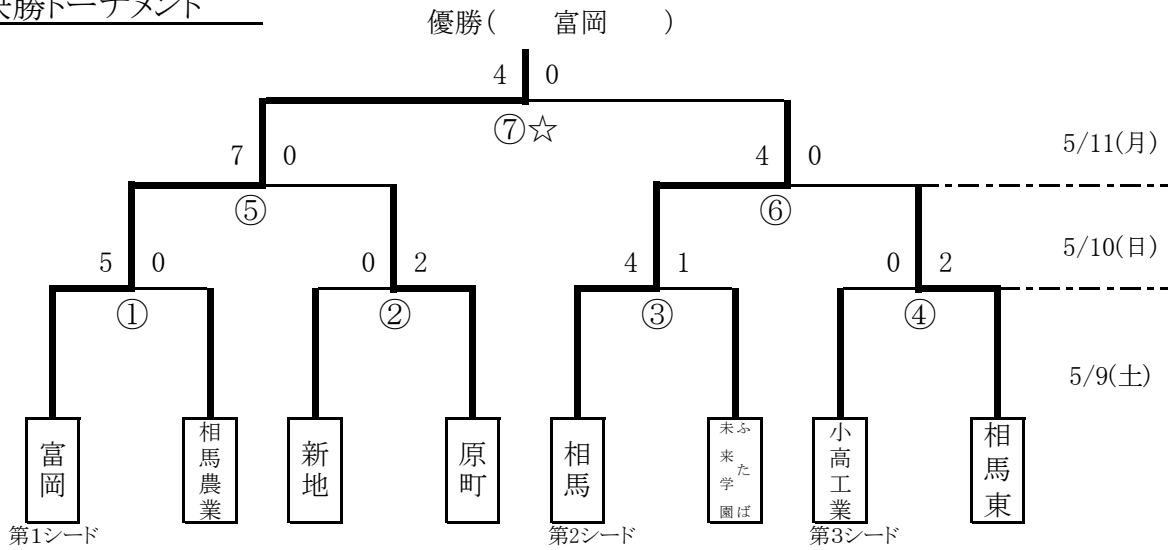 決勝トーナメント
優勝( 富岡 )
4 0
⑦☆
7 0
4 0
5/11(月)
⑤
⑥
5 0
0 2
4 1
0 2
5/10(日)
①
②
③
④
5/9(土)
富岡
相馬農業
新地
原町
相馬
ふたば
未来学園
小高工業
相馬東
第1シード
第2シード
第3シード